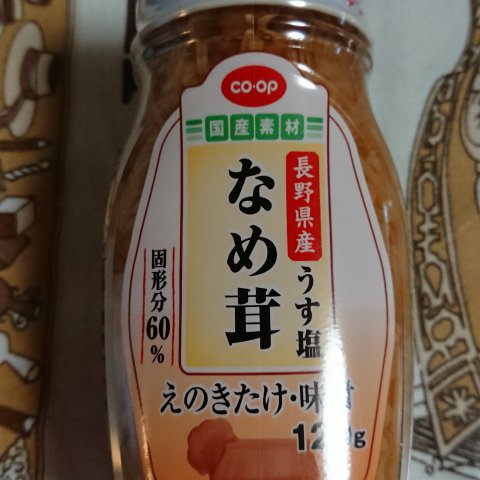 co·op
国産素材
長野県産
うす塩
なめ茸
固形分60%
えのきたけ・味付